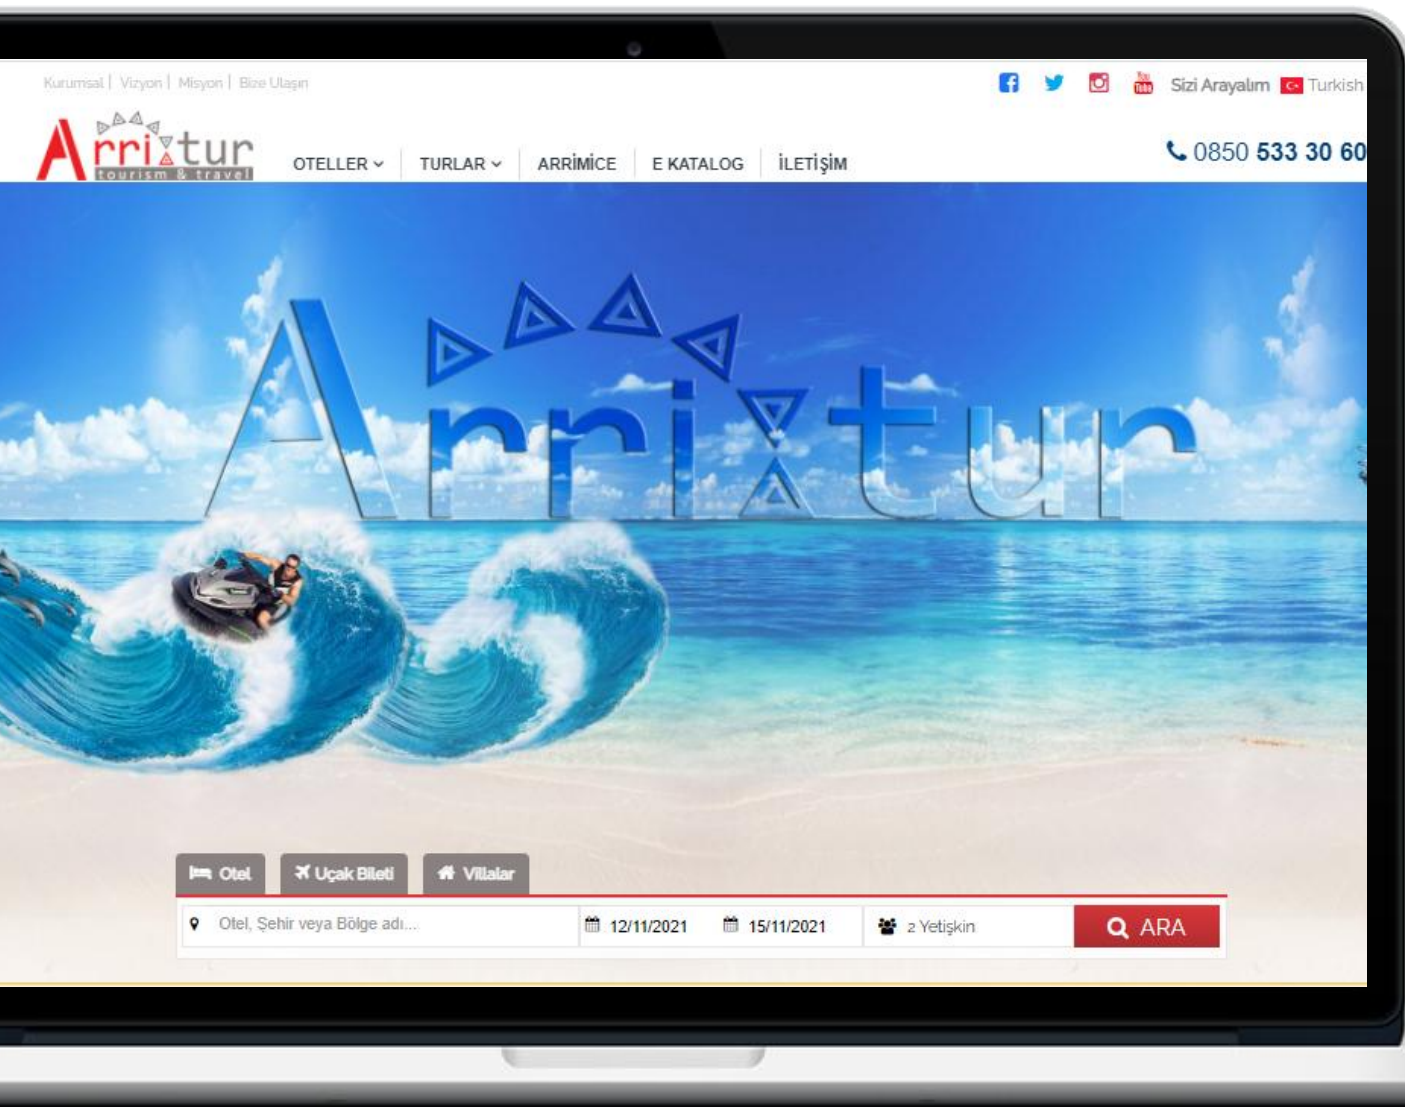 Kurumsal | Vizyon | Misyon | Bize Ulaşın
Sizi Arayalım Turkish
Arrixtur
tourism & travel
OTELLER TURLAR ARRİMİCE E KATALOG İLETİŞİM
0850 533 30 60
Arrixtur
Otel Uçak Bileti Villalar
Otel, Şehir veya Bölge adı... 12/11/2021 15/11/2021 2 Yetişkin ARA